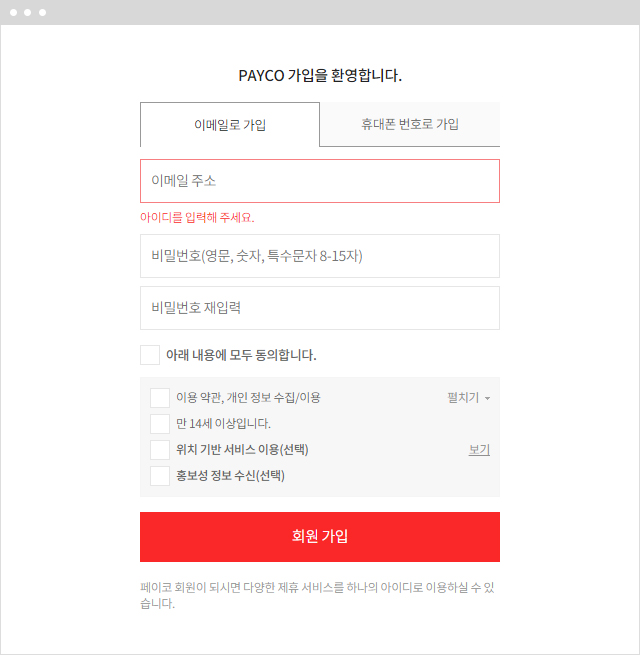 PAYCO 가입을 환영합니다.
이메일로 가입
휴대폰 번호로 가입
이메일 주소
아이디를 입력해 주세요.
비밀번호(영문, 숫자, 특수문자 8-15자)
비밀번호 재입력
아래 내용에 모두 동의합니다.
이용 약관, 개인 정보 수집/이용 펼치기
만 14세 이상입니다.
위치 기반 서비스 이용(선택) 보기
홍보성 정보 수신(선택)
회원 가입
페이코 회원이 되시면 다양한 제휴 서비스를 하나의 아이디로 이용하실 수 있
습니다.